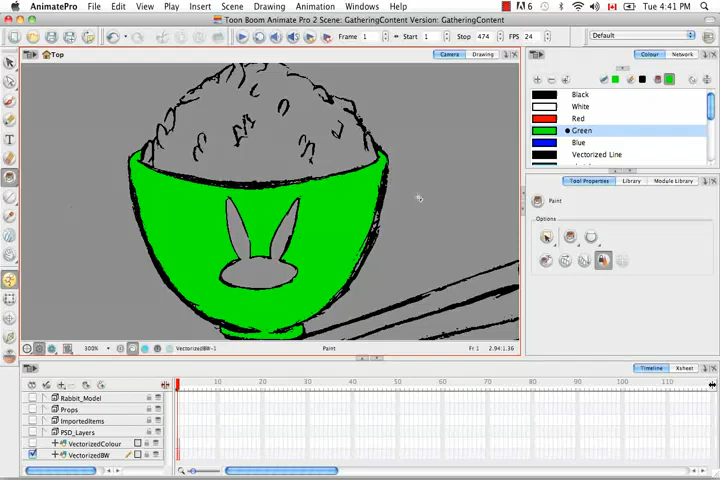 AnimatePro File Edit View Play Insert Scene Drawing Animation Windows Help 6 Tue 4:41 PM
Toon Boom Animate Pro 2 Scene: GatheringContent Version: GatheringContent
Frame 1 Start 1 Stop 474 FPS 24 Default
Top Camera Drawing
Colour Network
Black
White
Red
Green
Blue
Vectorized Line
Tool Properties Library Module Library
Paint
Options
300% VectorizedBW-1 Paint Fr 1 2.94:1.36
Timeline Xsheet
10 20 30 40 50 60 70 80 90 100 110
Rabbit_Model
Props
ImportedItems
PSD_Layers
VectorizedColour
VectorizedBW